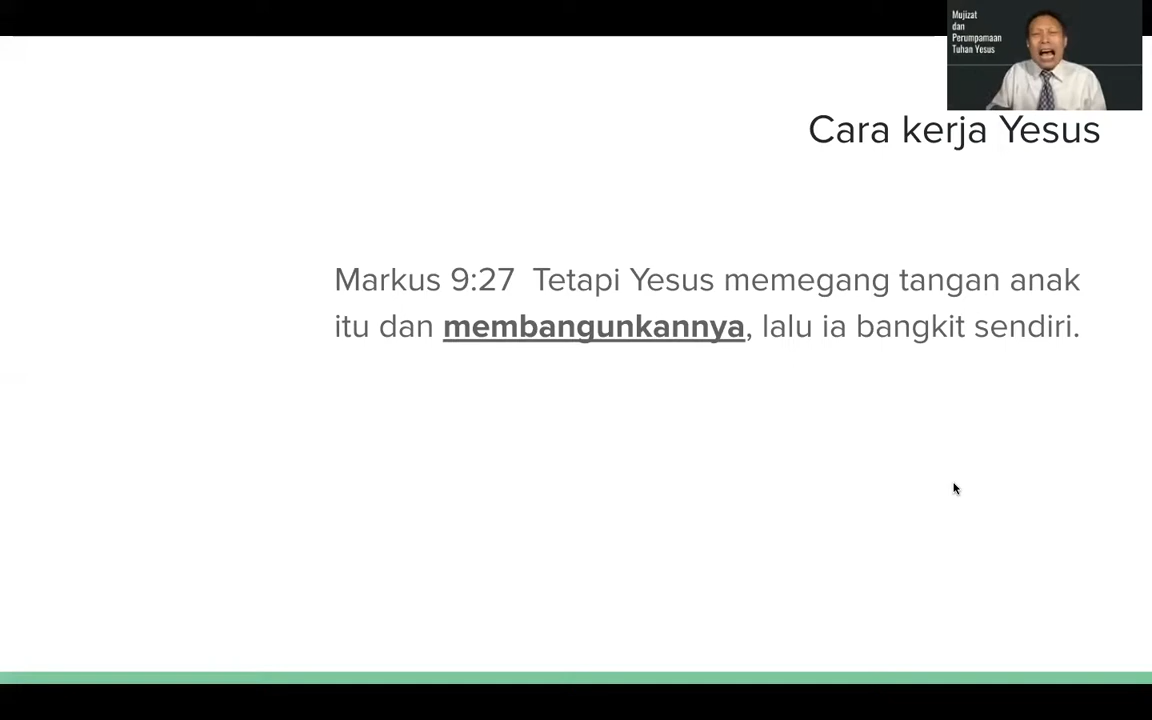 Mujizat
dan
Perumpamaan
Tuhan Yesus
Cara kerja Yesus
Markus 9:27  Tetapi Yesus memegang tangan anak
itu dan membangunkannya, lalu ia bangkit sendiri.